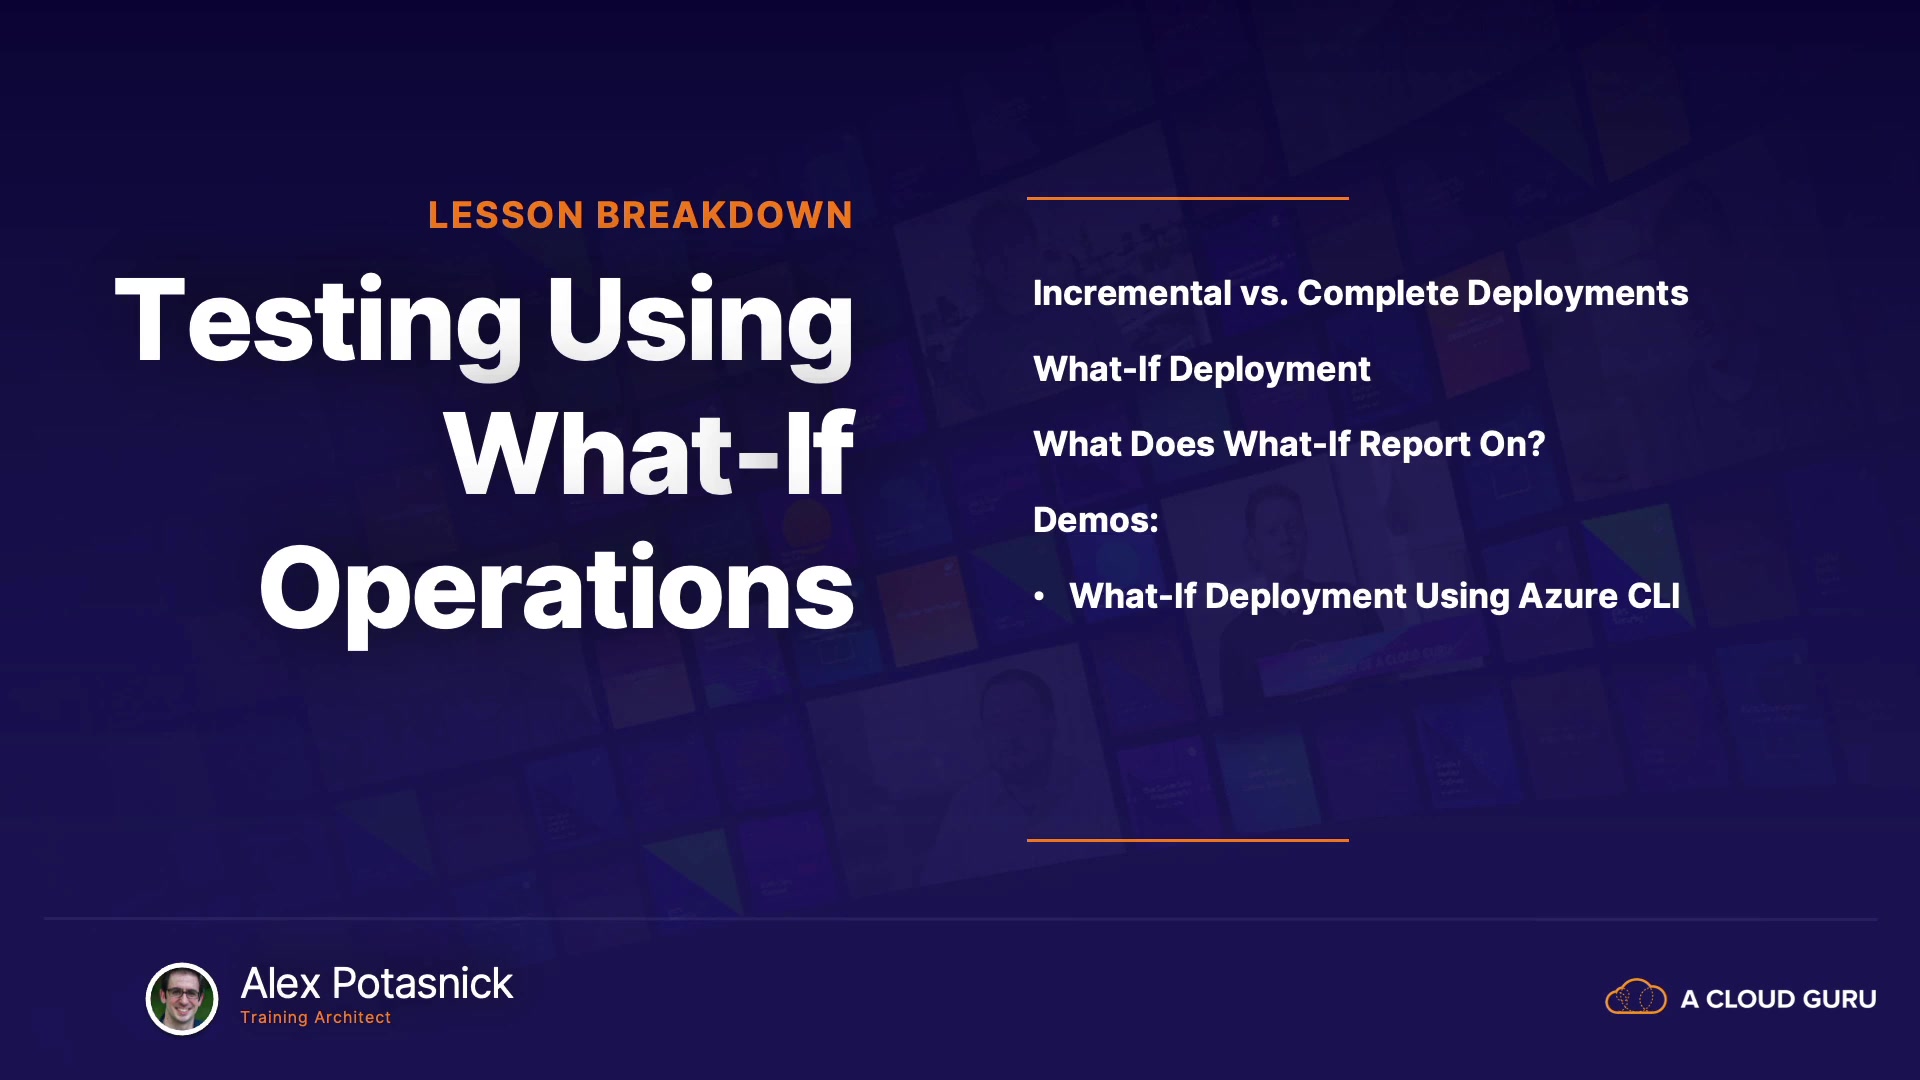 LESSON BREAKDOWN
Testing Using
What-If
Operations
Incremental vs. Complete Deployments
What-If Deployment
What Does What-If Report On?
Demos:
• What-If Deployment Using Azure CLI
Alex Potasnick
Training Architect
A CLOUD GURU